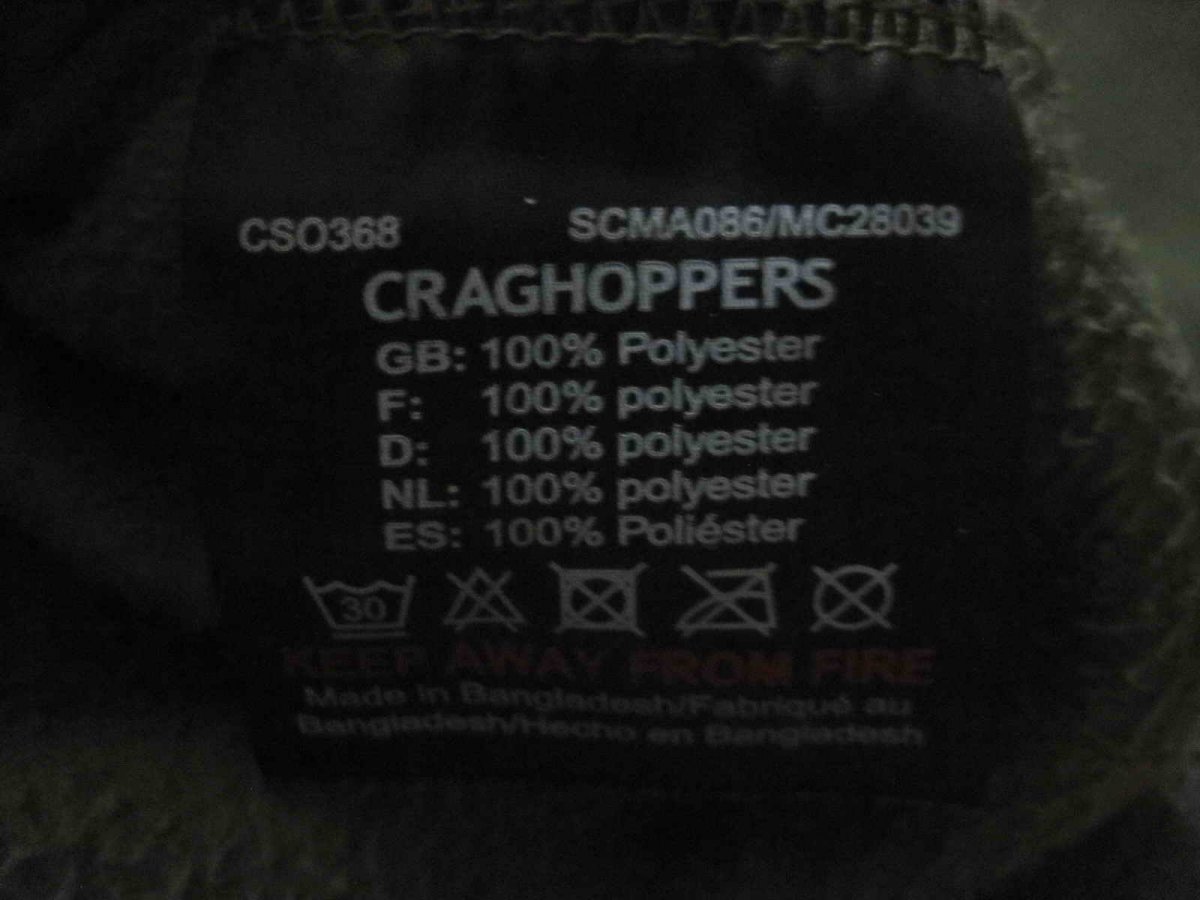 CSO368 SCMA086/MC28039
CRAGHOPPERS
GB: 100% Polyester
F: 100% polyester
D: 100% polyester
NL: 100% polyester
ES: 100% Poliéster
30
KEEP AWAY FROM FIRE
Made in Bangladesh/Fabriqué au
Bangladesh/Hecho en Bangladesh